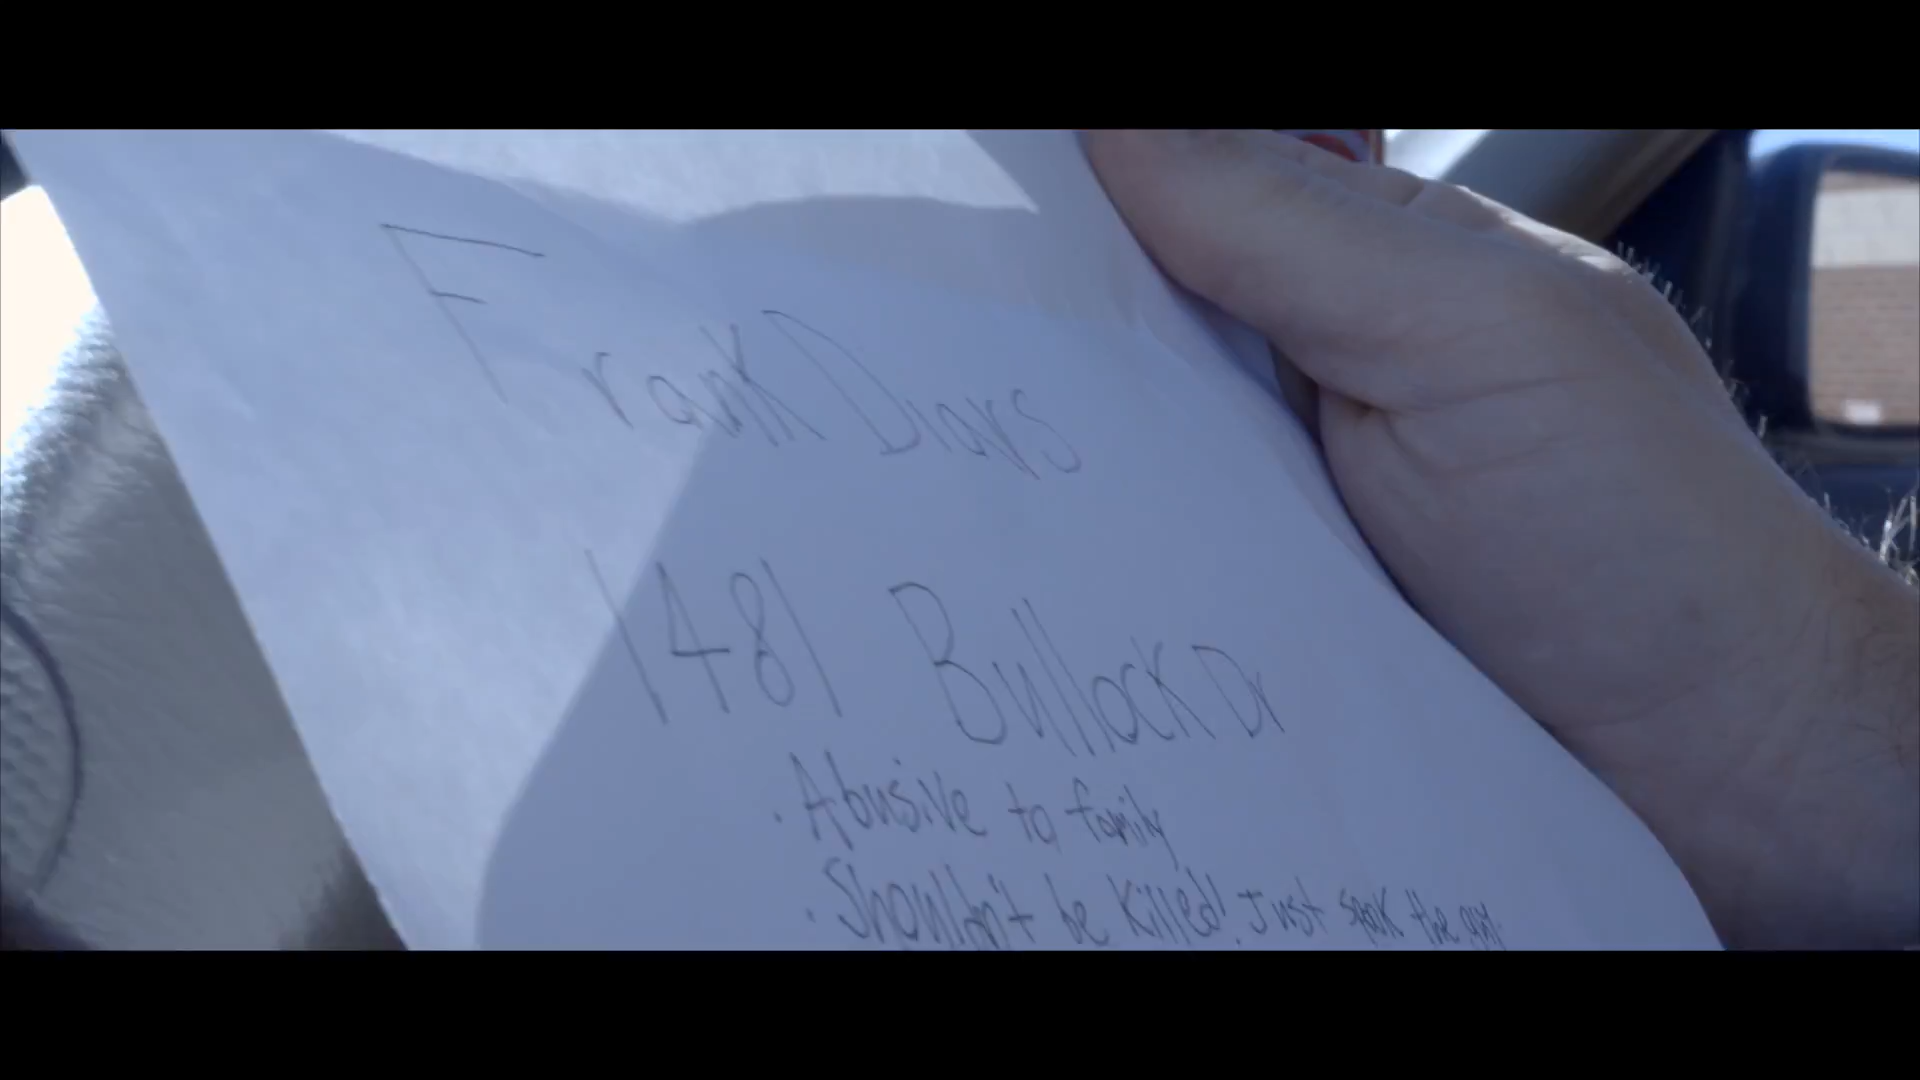 Frank Diars
1481 Bullock Dr
· Abusive to family
· Shouldn't be killed! Just spook the guy.